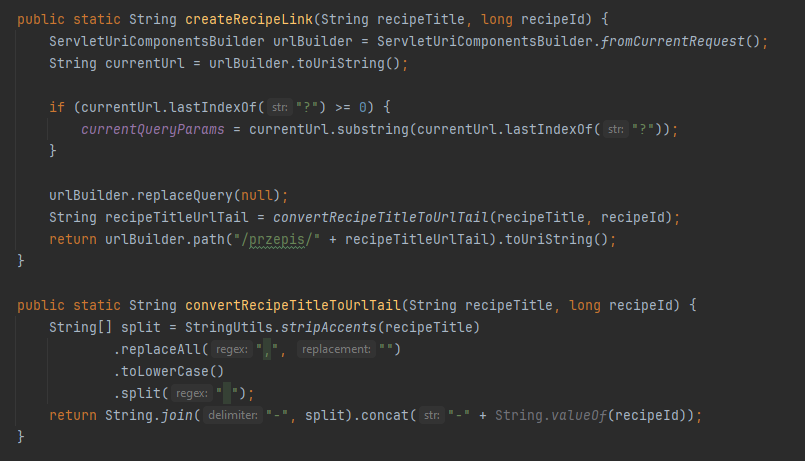 public static String createRecipeLink(String recipeTitle, long recipeId) {
    ServletUriComponentsBuilder urlBuilder = ServletUriComponentsBuilder.fromCurrentRequest();
    String currentUrl = urlBuilder.toUriString();

    if (currentUrl.lastIndexOf( str: "?") >= 0) {
        currentQueryParams = currentUrl.substring(currentUrl.lastIndexOf( str: "?"));
    }

    urlBuilder.replaceQuery(null);
    String recipeTitleUrlTail = convertRecipeTitleToUrlTail(recipeTitle, recipeId);
    return urlBuilder.path("/przepis/" + recipeTitleUrlTail).toUriString();
}

public static String convertRecipeTitleToUrlTail(String recipeTitle, long recipeId) {
    String[] split = StringUtils.stripAccents(recipeTitle)
            .replaceAll( regex: ",", replacement: "")
            .toLowerCase()
            .split( regex: " ");
    return String.join( delimiter: "-", split).concat( str: "-" + String.valueOf(recipeId));
}